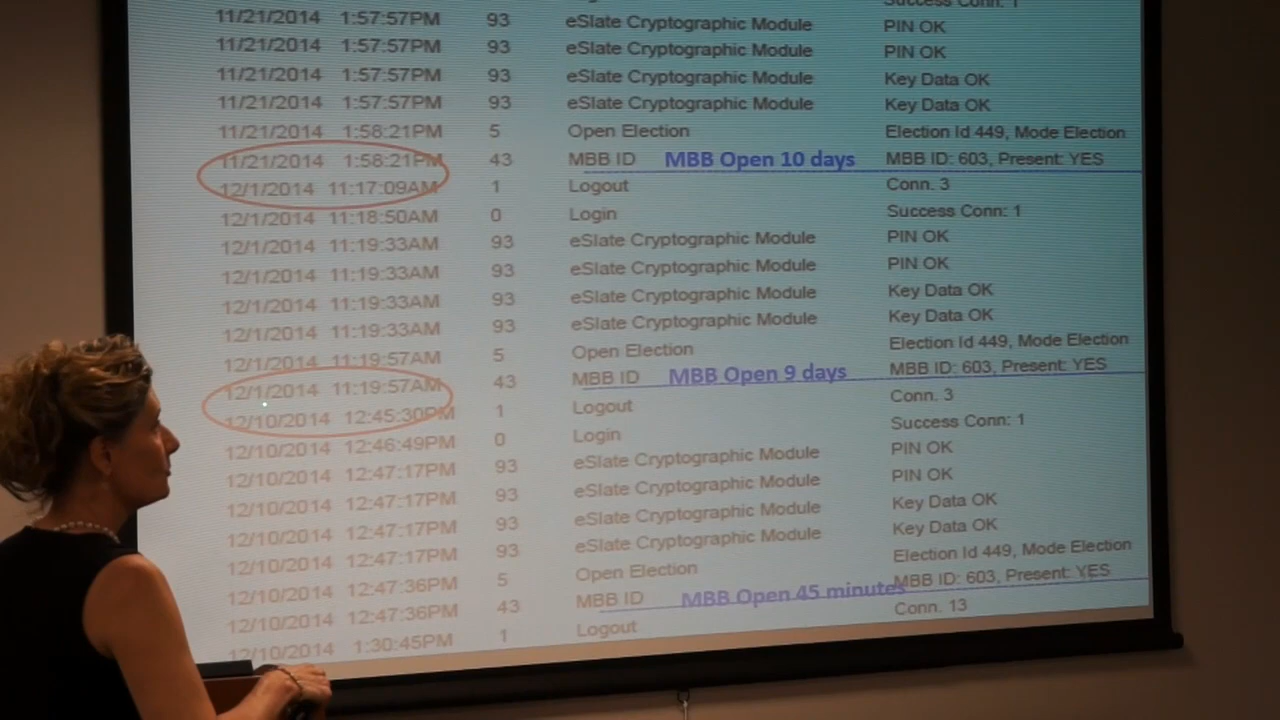 Success Conn: 1
11/21/2014 1:57:57PM 93 eSlate Cryptographic Module PIN OK
11/21/2014 1:57:57PM 93 eSlate Cryptographic Module PIN OK
11/21/2014 1:57:57PM 93 eSlate Cryptographic Module Key Data OK
11/21/2014 1:57:57PM 93 eSlate Cryptographic Module Key Data OK
11/21/2014 1:58:21PM 5 Open Election Election Id 449, Mode Election
11/21/2014 1:58:21PM 43 MBB ID MBB Open 10 days MBB ID: 603, Present: YES
12/1/2014 11:17:09AM 1 Logout Conn. 3
12/1/2014 11:18:50AM 0 Login Success Conn: 1
12/1/2014 11:19:33AM 93 eSlate Cryptographic Module PIN OK
12/1/2014 11:19:33AM 93 eSlate Cryptographic Module PIN OK
12/1/2014 11:19:33AM 93 eSlate Cryptographic Module Key Data OK
12/1/2014 11:19:33AM 93 eSlate Cryptographic Module Key Data OK
12/1/2014 11:19:57AM 5 Open Election Election Id 449, Mode Election
12/1/2014 11:19:57AM 43 MBB ID MBB Open 9 days MBB ID: 603, Present: YES
12/10/2014 12:45:30PM 1 Logout Conn. 3
12/10/2014 12:46:49PM 0 Login Success Conn: 1
12/10/2014 12:47:17PM 93 eSlate Cryptographic Module PIN OK
12/10/2014 12:47:17PM 93 eSlate Cryptographic Module PIN OK
12/10/2014 12:47:17PM 93 eSlate Cryptographic Module Key Data OK
12/10/2014 12:47:17PM 93 eSlate Cryptographic Module Key Data OK
12/10/2014 12:47:36PM 5 Open Election Election Id 449, Mode Election
12/10/2014 12:47:36PM 43 MBB ID MBB Open 45 minutes MBB ID: 603, Present: YES
12/10/2014 1:30:45PM 1 Logout Conn. 13